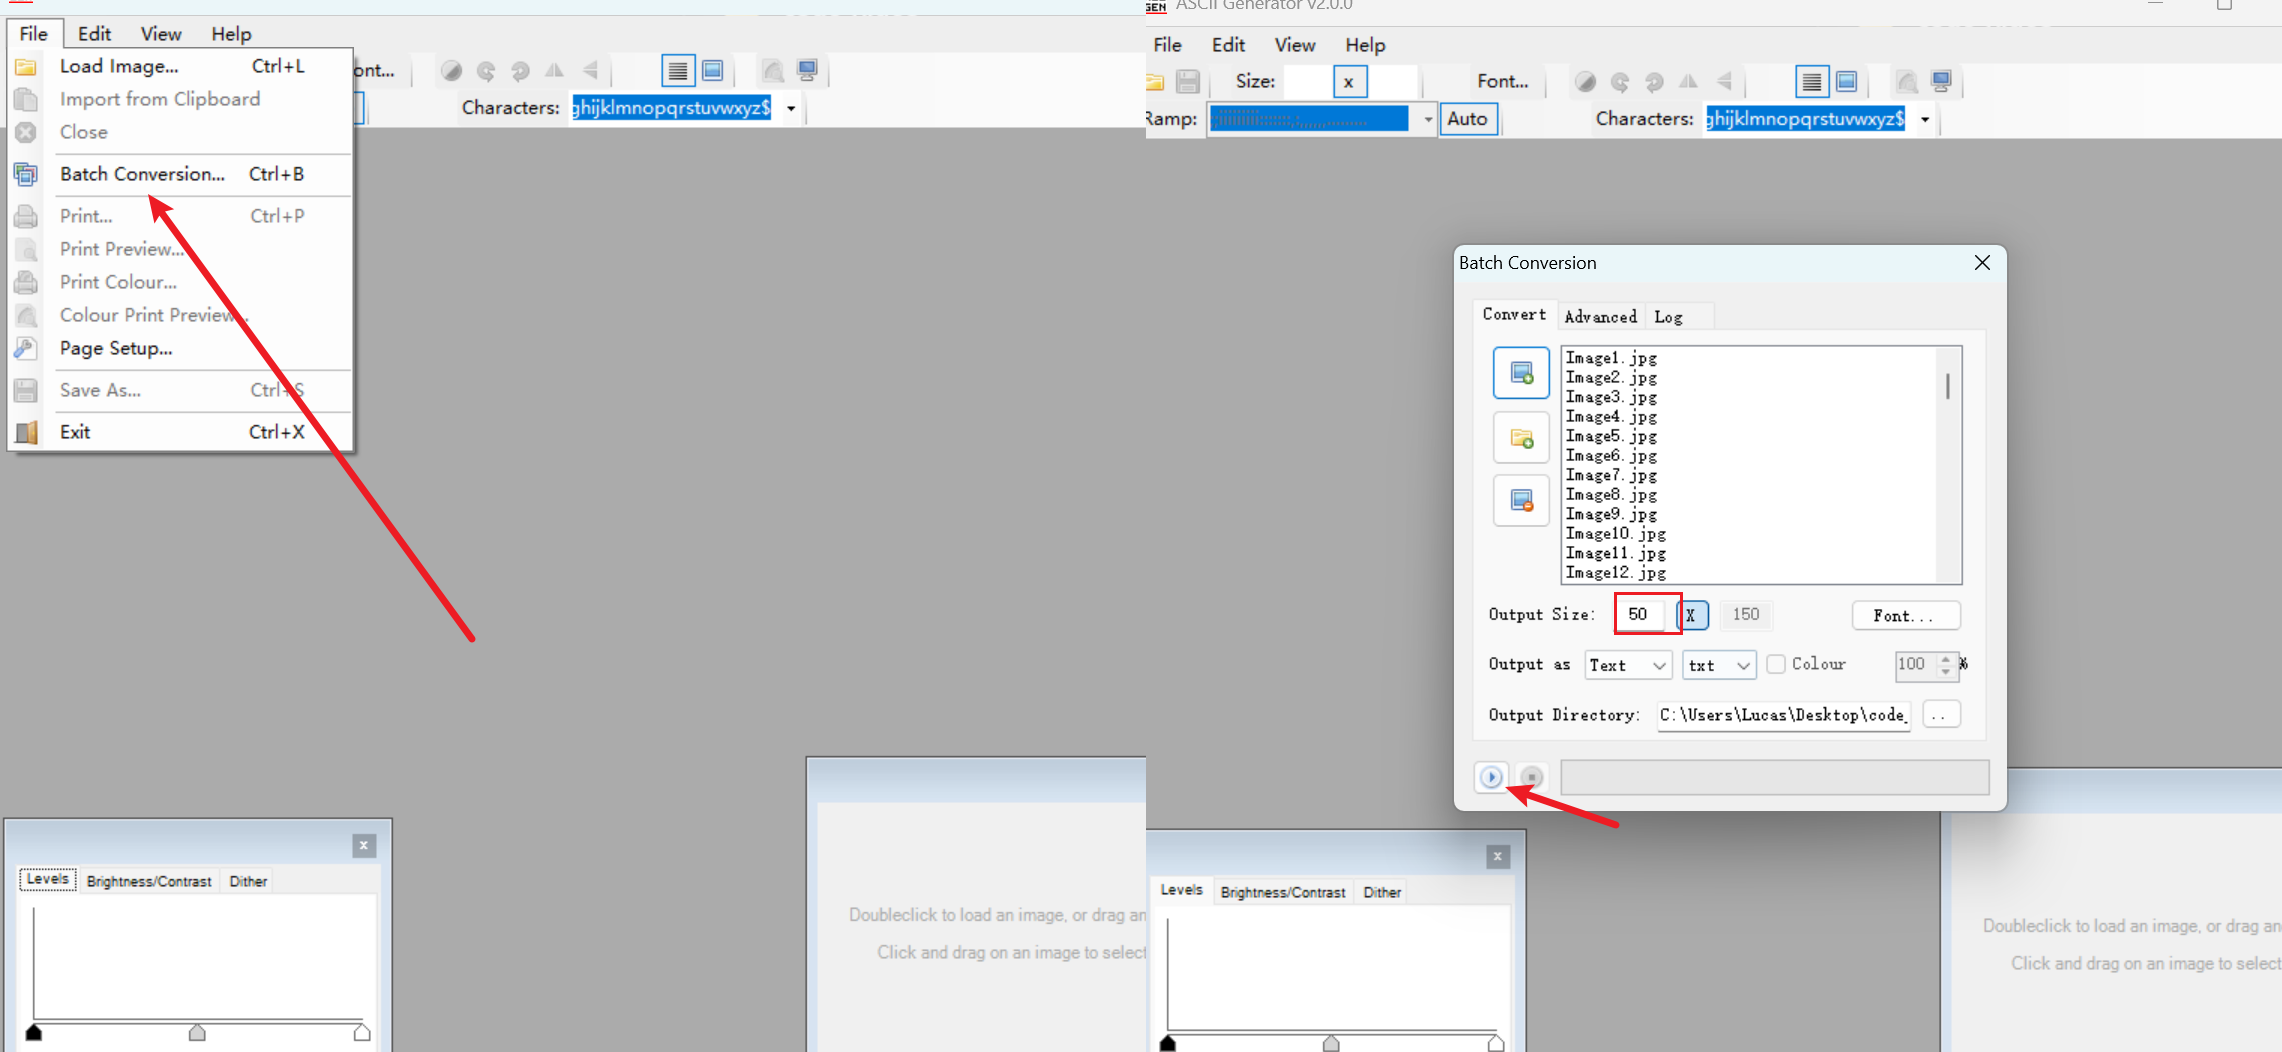 File Edit View Help
Load Image... Ctrl+L
Import from Clipboard
Close
Batch Conversion... Ctrl+B
Print... Ctrl+P
Print Preview...
Print Colour...
Colour Print Preview...
Page Setup...
Save As... Ctrl+S
Exit Ctrl+X
ont...
Characters: ghijklmnopqrstuvwxyz$
x
Levels Brightness/Contrast Dither
Doubleclick to load an image, or drag an
Click and drag on an image to select
GEN ASCII Generator v2.0.0
File Edit View Help
Size: x Font...
Ramp: Auto Characters: ghijklmnopqrstuvwxyz$
Batch Conversion
Convert Advanced Log
Image1.jpg
Image2.jpg
Image3.jpg
Image4.jpg
Image5.jpg
Image6.jpg
Image7.jpg
Image8.jpg
Image9.jpg
Image10.jpg
Image11.jpg
Image12.jpg
Output Size: 50 X 150 Font...
Output as Text txt Colour 100 %
Output Directory: C:\Users\Lucas\Desktop\code_ ..
x
Levels Brightness/Contrast Dither
Doubleclick to load an image, or drag an
Click and drag on an image to select